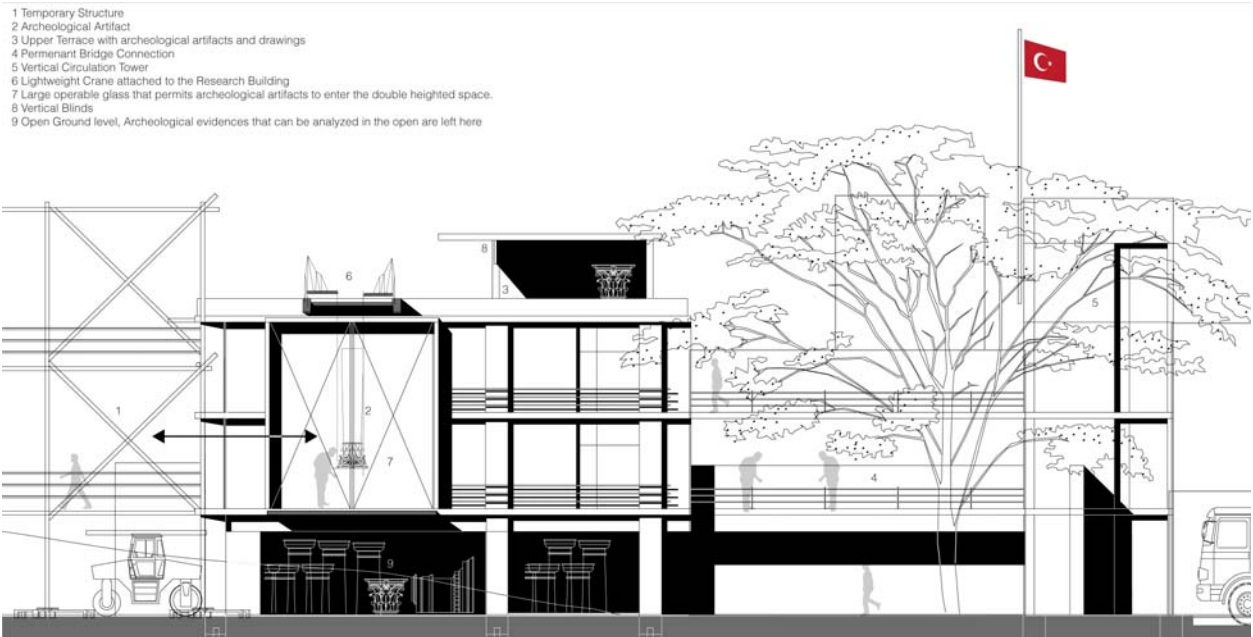 1 Temporary Structure
2 Archeological Artifact
3 Upper Terrace with archeological artifacts and drawings
4 Permenant Bridge Connection
5 Vertical Circulation Tower
6 Lightweight Crane attached to the Research Building
7 Large operable glass that permits archeological artifacts to enter the double heighted space.
8 Vertical Blinds
9 Open Ground level, Archeological evidences that can be analyzed in the open are left here
8
6
3
5
1
2
7
4
9